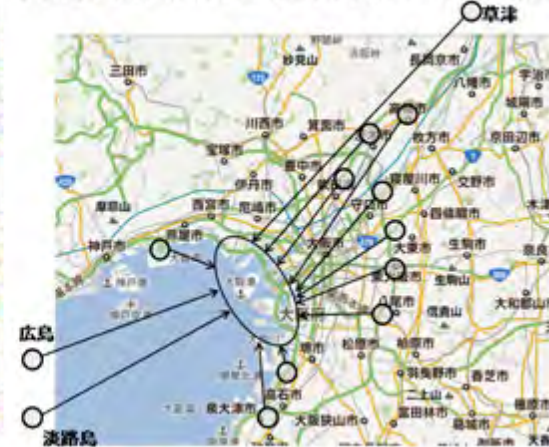 草津
妙見山
長岡京市
三田市
八幡市
宇治市
城陽市
川西市
箕面市
枚方市
京田辺市
宝塚市
豊中市
伊丹市
寝屋川市
交野市
摩耶山
西宮市
尼崎市
守口市
四條畷市
芦屋市
神戸市
大阪市
大東市
生駒市
奈良
大阪港
生駒山
八尾市
大和郡山市
信貴山
広島
堺市
松原市
柏原市
羽曳野市
香芝市
二上山
高石市
泉大津市
大阪狭山市
富田林市
葛城市
淡路島